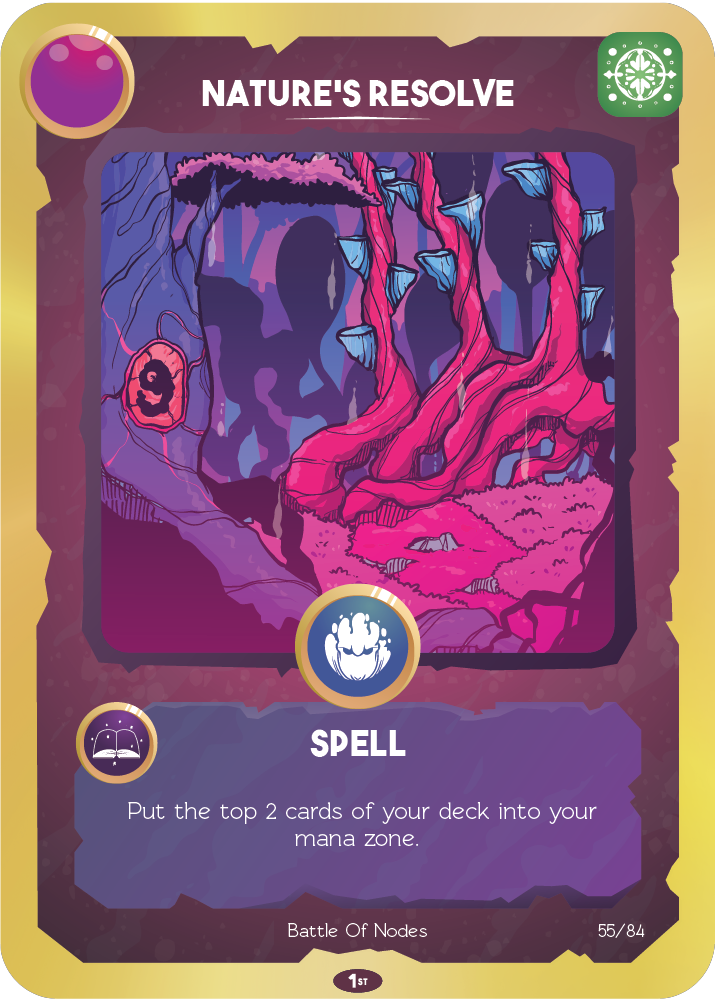 NATURE'S RESOLVE
9
SPELL
Put the top 2 cards of your deck into your
mana zone.
Battle Of Nodes
55/84
1ST